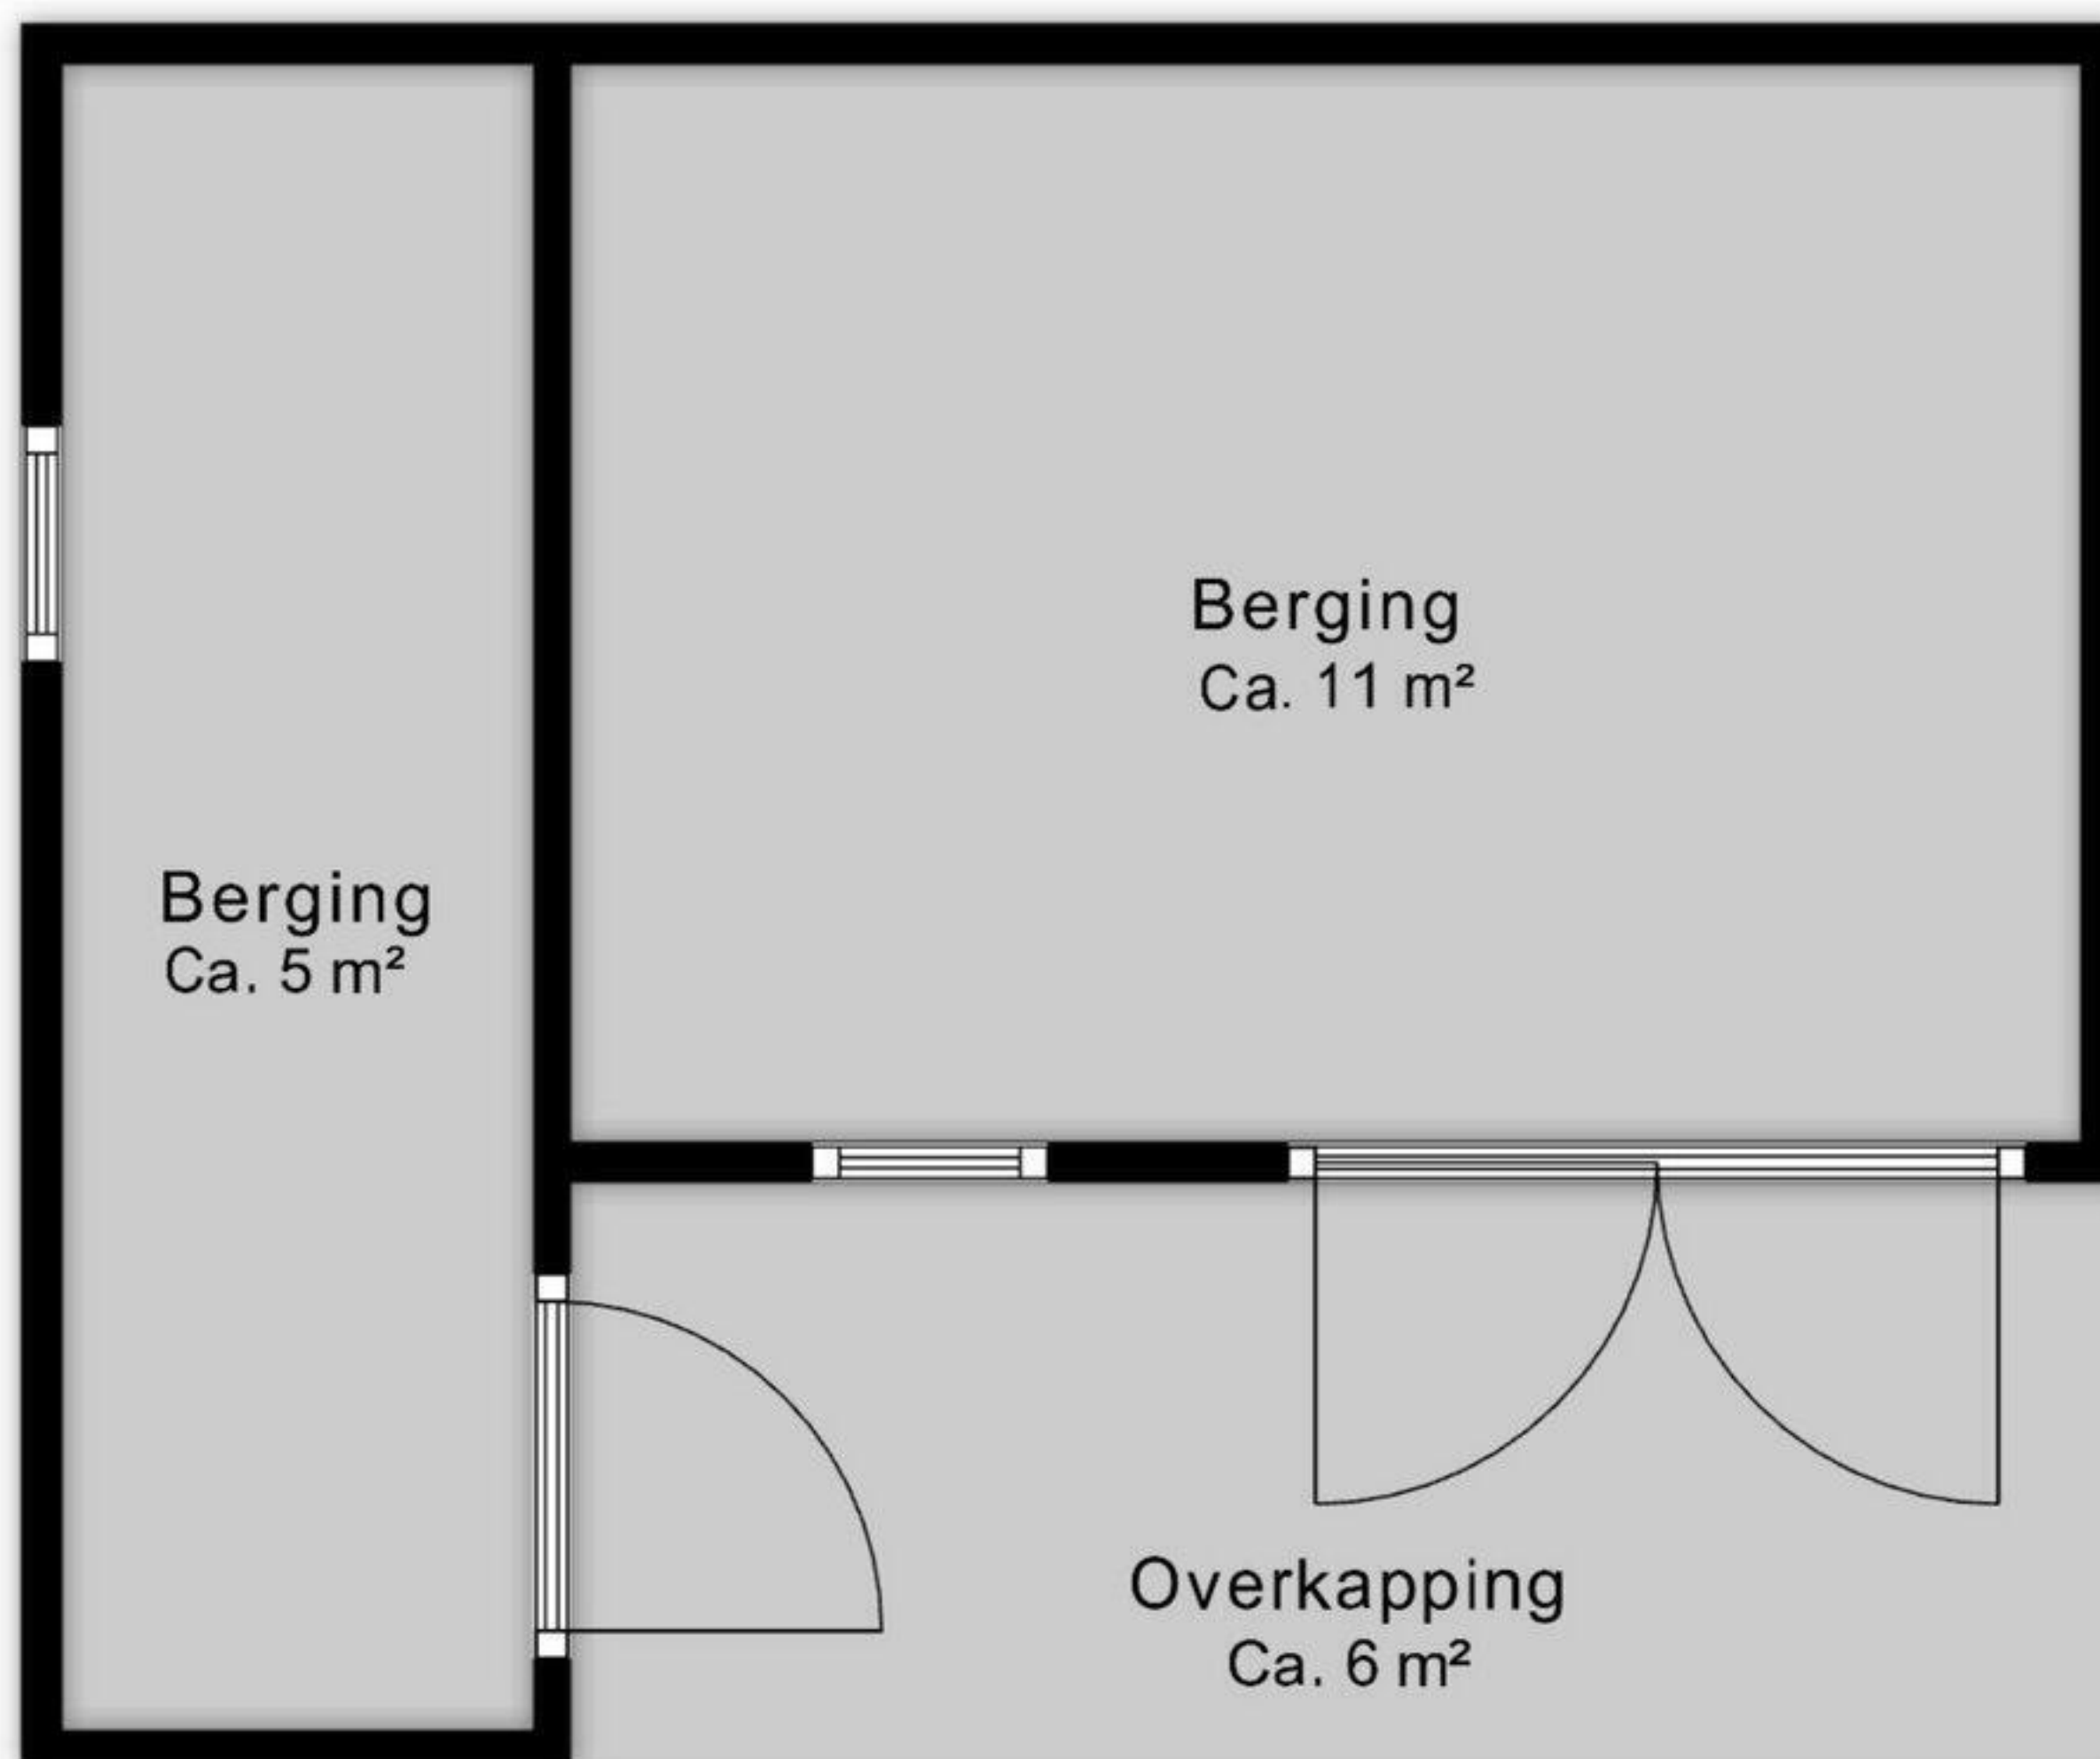 Berging
Ca. 11 m²
Berging
Ca. 5 m²
Overkapping
Ca. 6 m²